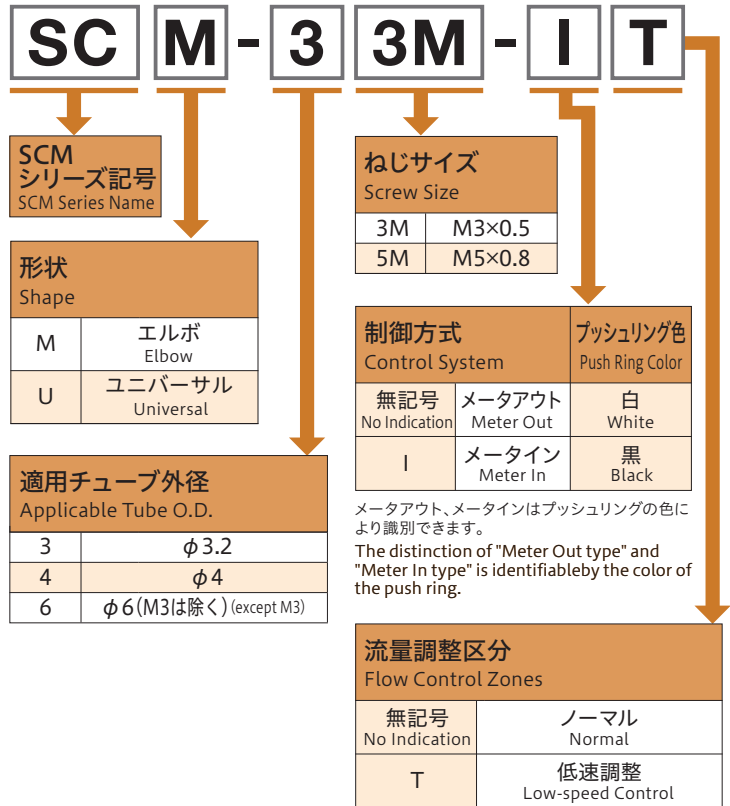 SC M - 3 3M - I T
SCM
シリーズ記号
SCM Series Name
形状
Shape
M エルボ
Elbow
U ユニバーサル
Universal
適用チューブ外径
Applicable Tube O.D.
3 φ3.2
4 φ4
6 φ6(M3は除く)(except M3)
ねじサイズ
Screw Size
3M M3×0.5
5M M5×0.8
制御方式 プッシュリング色
Control System Push Ring Color
無記号 メータアウト 白
No Indication Meter Out White
I メータイン 黒
Meter In Black
メータアウト、メータインはプッシュリングの色に
より識別できます。
The distinction of "Meter Out type" and
"Meter In type" is identifiableby the color of
the push ring.
流量調整区分
Flow Control Zones
無記号 ノーマル
No Indication Normal
T 低速調整
Low-speed Control